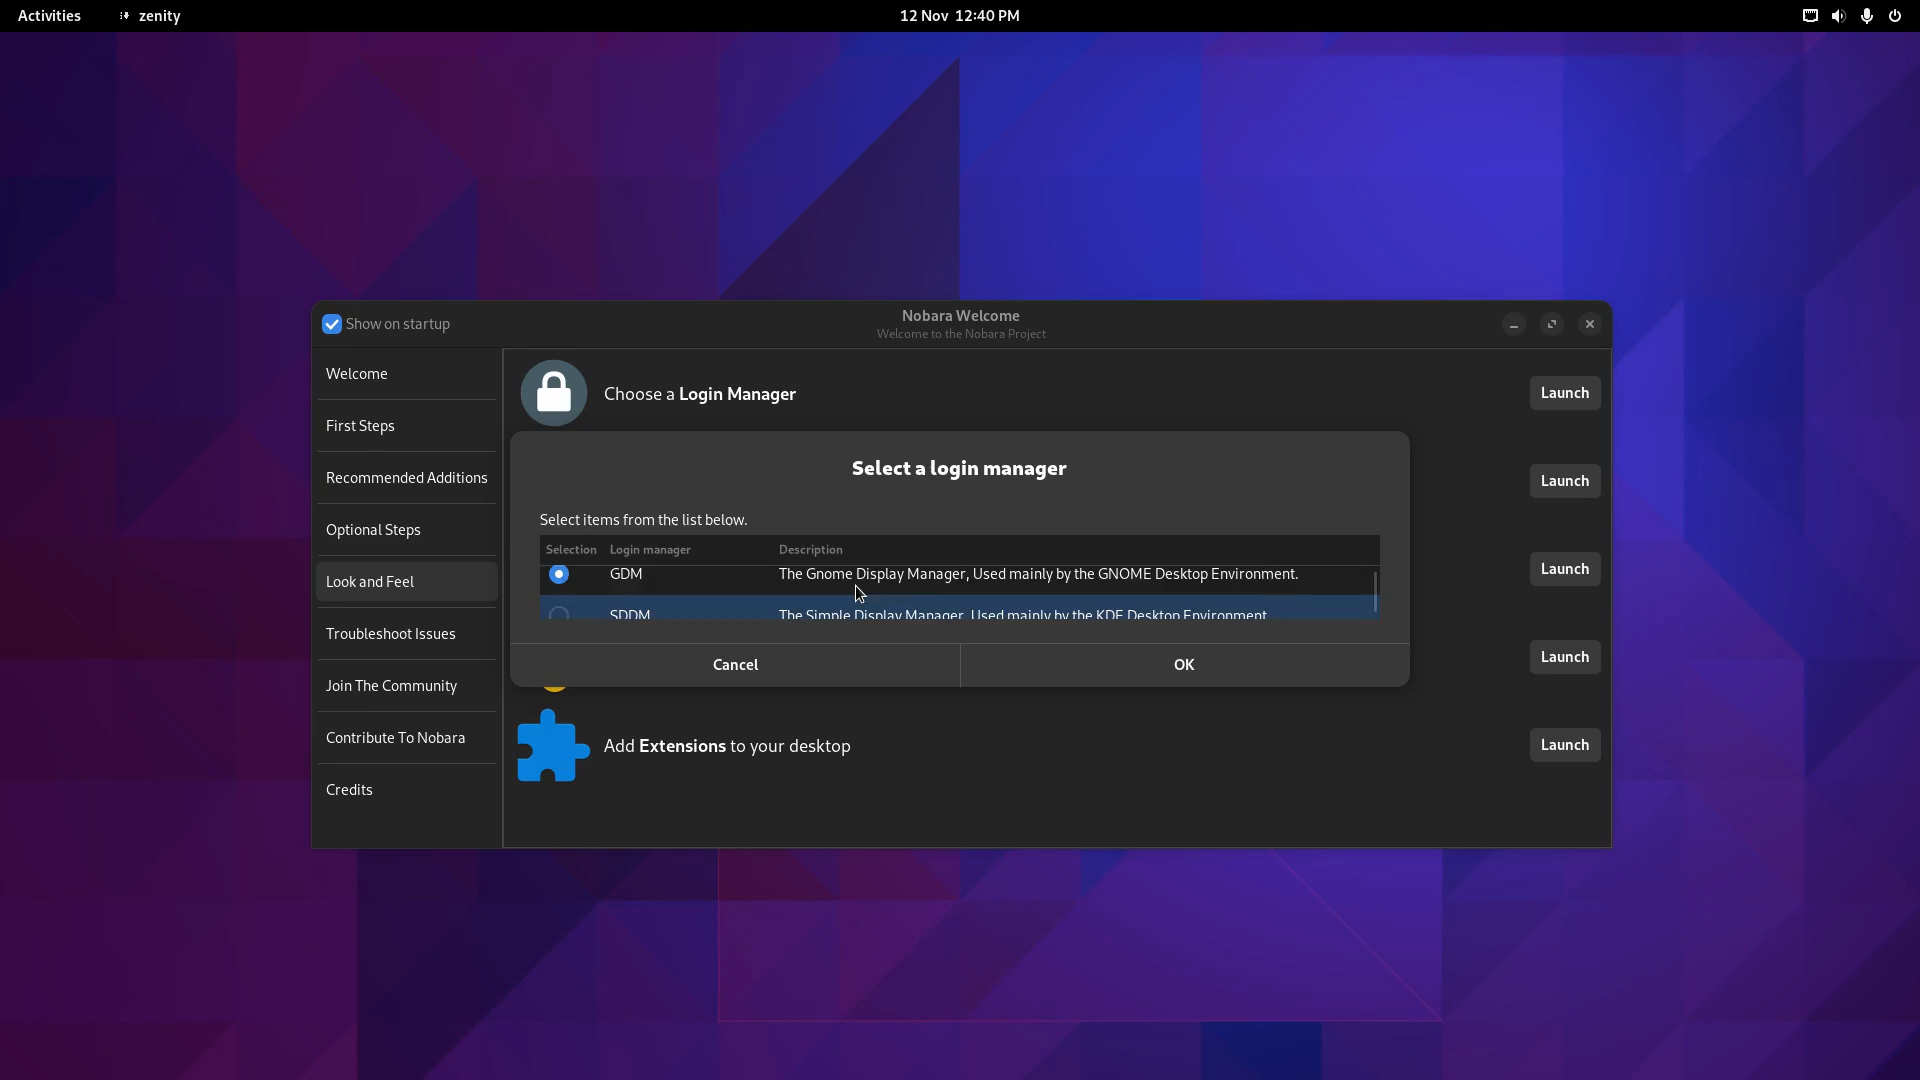 Activities
zenity
12 Nov 12:40 PM
Show on startup
Nobara Welcome
Welcome to the Nobara Project
Welcome
First Steps
Recommended Additions
Optional Steps
Look and Feel
Troubleshoot Issues
Join The Community
Contribute To Nobara
Credits
Choose a Login Manager
Launch
Launch
Launch
Launch
Select a login manager
Select items from the list below.
Selection Login manager Description
GDM The Gnome Display Manager, Used mainly by the GNOME Desktop Environment.
SDDM The Simple Display Manager, Used mainly by the KDE Desktop Environment
Cancel
OK
Add Extensions to your desktop
Launch